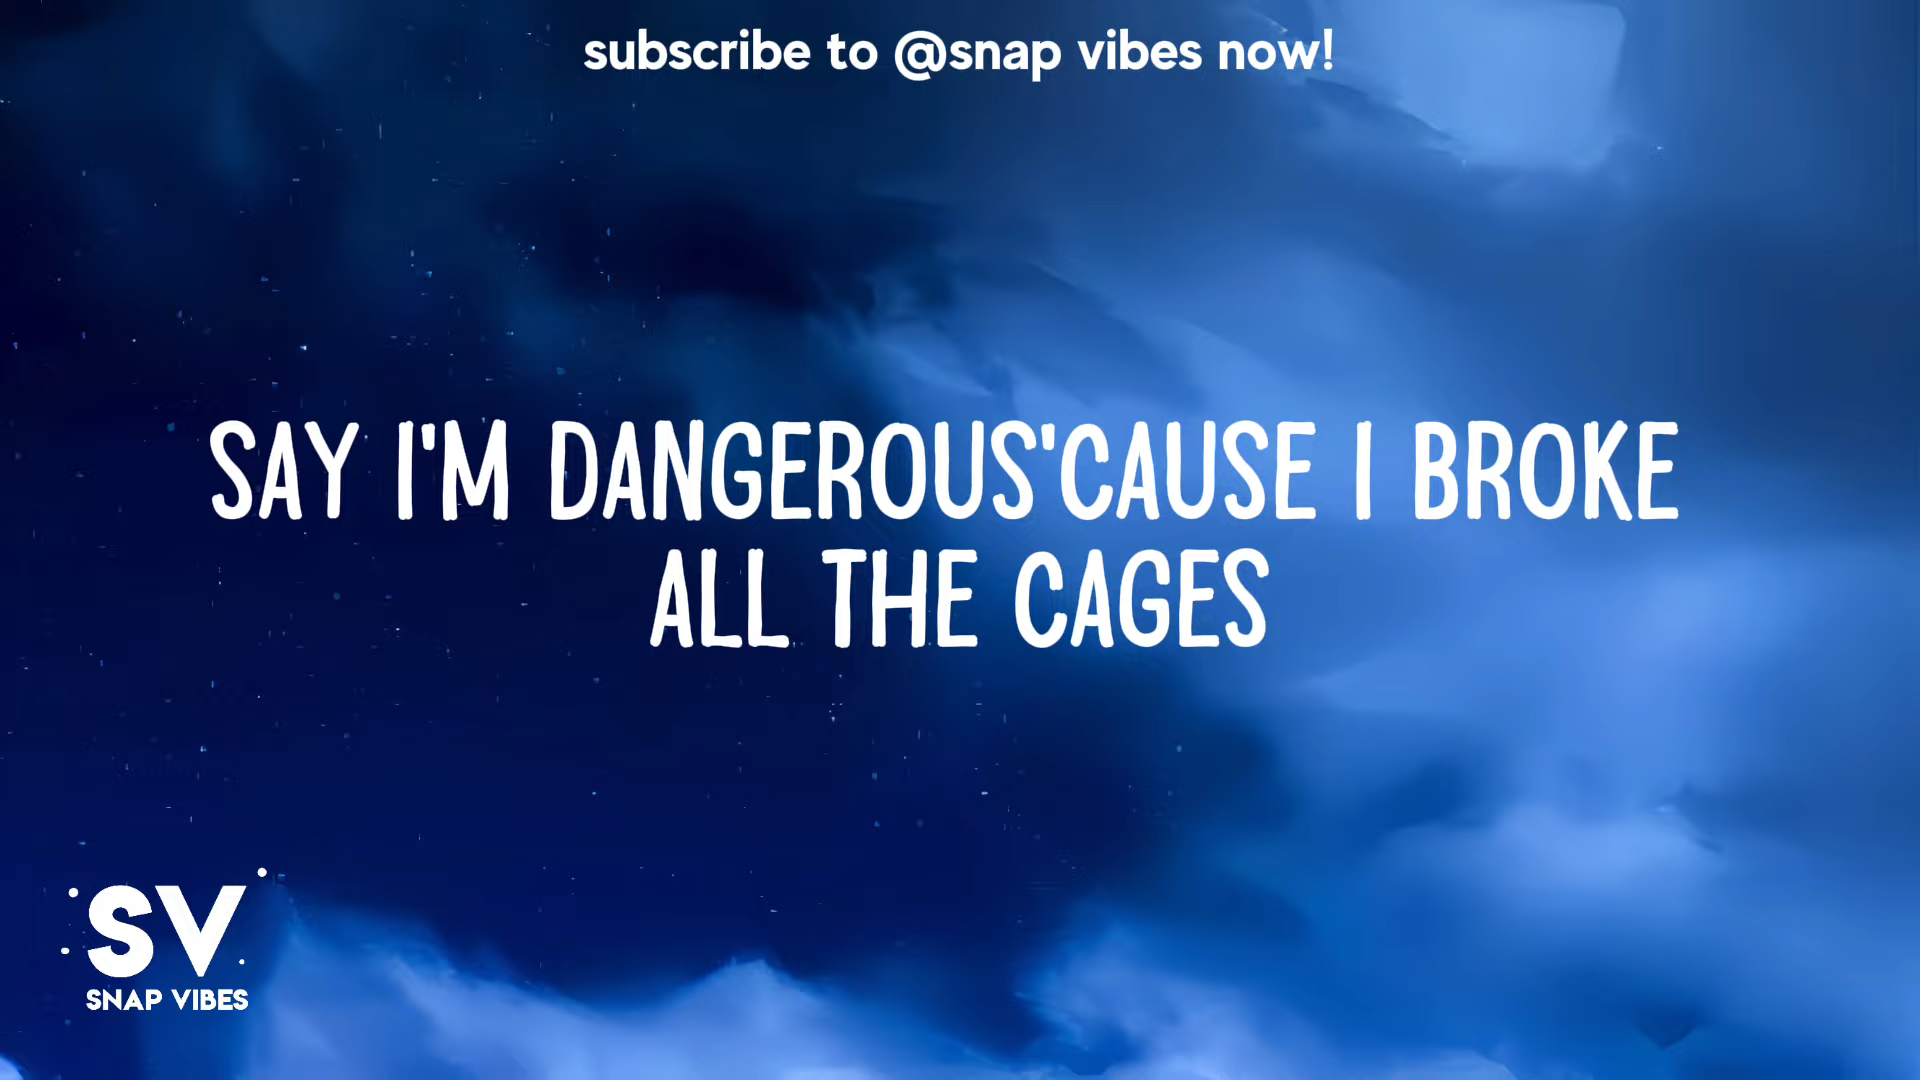 subscribe to @snap vibes now!
SAY I'M DANGEROUS'CAUSE I BROKE
ALL THE CAGES
SV
SNAP VIBES